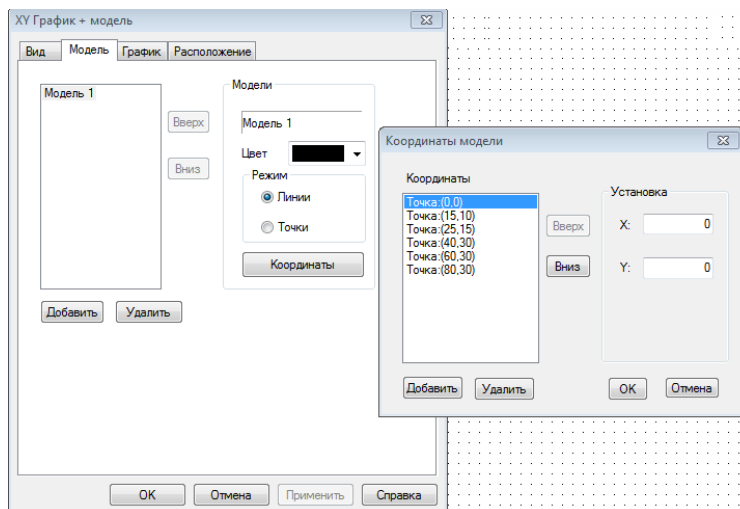 XY График + модель
Вид Модель График Расположение
Модель 1
Вверх
Вниз
Модели
Модель 1
Цвет
Режим
Линии
Точки
Координаты
Добавить Удалить
ОК Отмена Применить Справка
Координаты модели
Координаты
Точка:(0,0)
Точка:(15,10)
Точка:(25,15)
Точка:(40,30)
Точка:(60,30)
Точка:(80,30)
Вверх
Вниз
Установка
X: 0
Y: 0
Добавить Удалить
ОК Отмена